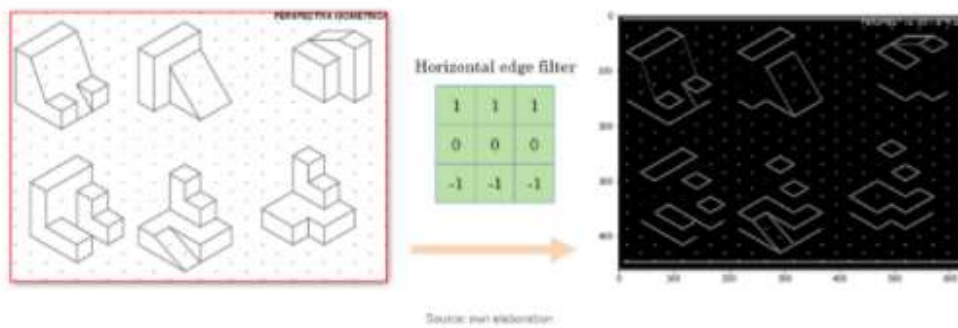 PERSPECTIVA ISOMETRICA
Horizontal edge filter
1 1 1
0 0 0
-1 -1 -1
0
100
200
300
400
0 100 200 300 400 500 600
Source: own elaboration